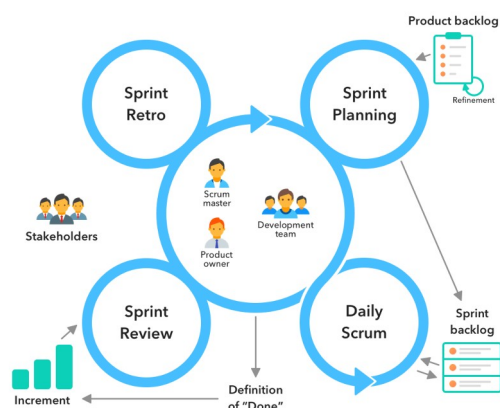 Product backlog
Refinement
Sprint
Retro
Sprint
Planning
Scrum
master
Development
team
Product
owner
Stakeholders
Sprint
Review
Daily
Scrum
Sprint
backlog
Increment
Definition
of "Done"